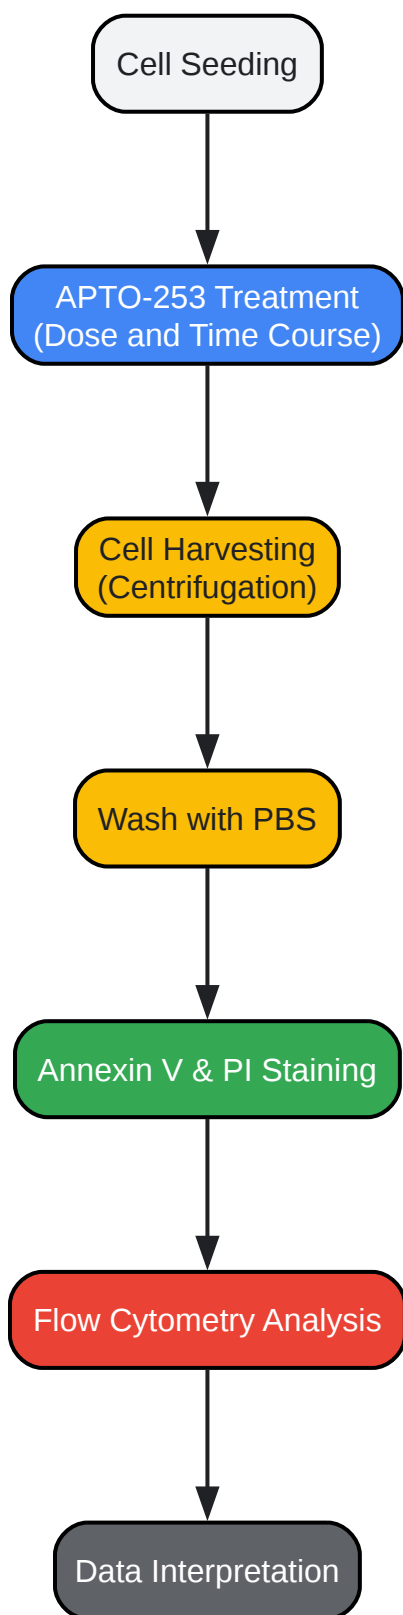 Cell Seeding
APTO-253 Treatment
(Dose and Time Course)
Cell Harvesting
(Centrifugation)
Wash with PBS
Annexin V & PI Staining
Flow Cytometry Analysis
Data Interpretation